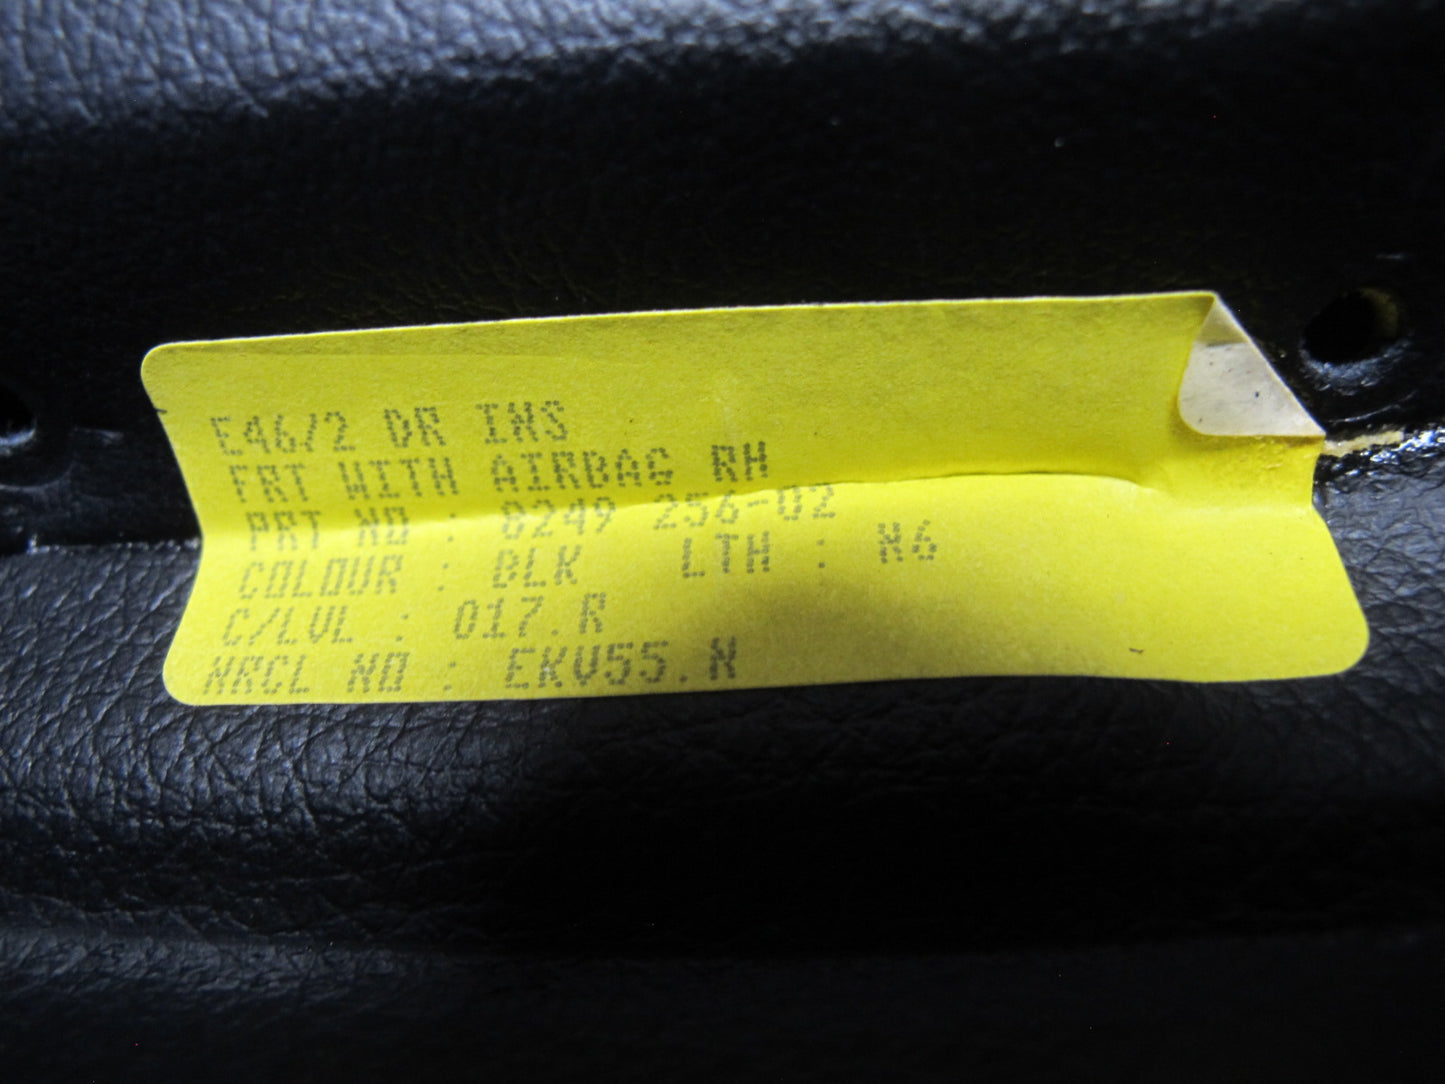 E46/2 DR INS
FRT WITH AIRBAG RH
PRT NO : 8249 256-02
COLOUR : BLK LTH :
C/LVL : 017.R
NRCL NO : EKV55.N